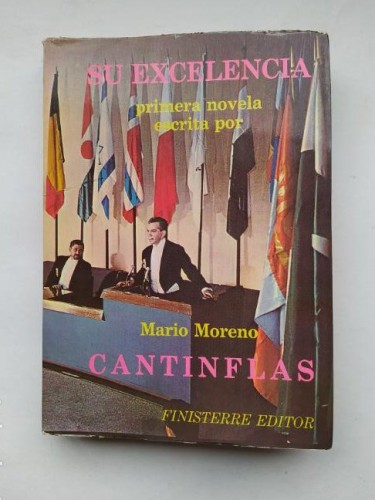 SU EXCELENCIA
primera novela
escrita por
Mario Moreno
CANTINFLAS
FINISTERRE EDITOR